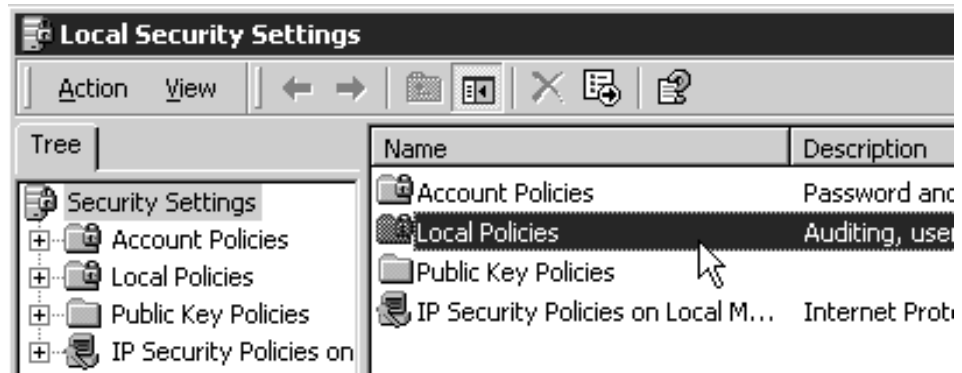 Local Security Settings
Action View
Tree
Security Settings
Account Policies
Local Policies
Public Key Policies
IP Security Policies on
Name Description
Account Policies Password and
Local Policies Auditing, user
Public Key Policies
IP Security Policies on Local M... Internet Prot